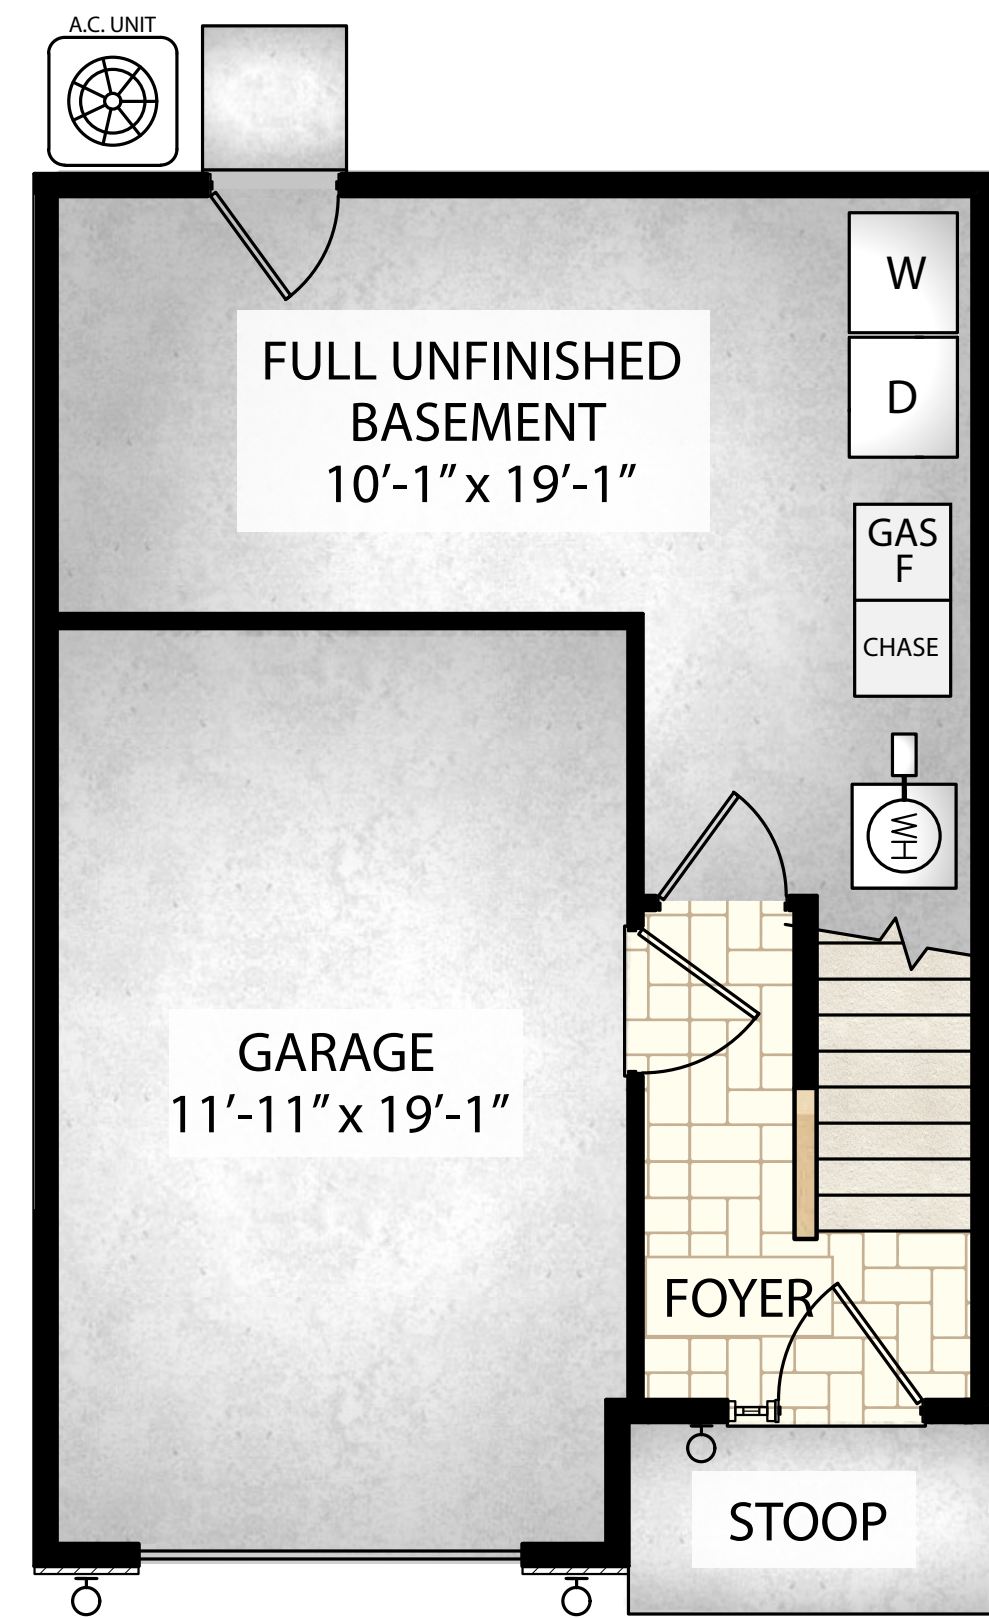 A.C. UNIT
W
FULL UNFINISHED
BASEMENT
10’-1” x 19’-1”
D
GAS
F
CHASE
WH
GARAGE
11’-11” x 19’-1”
FOYER
STOOP